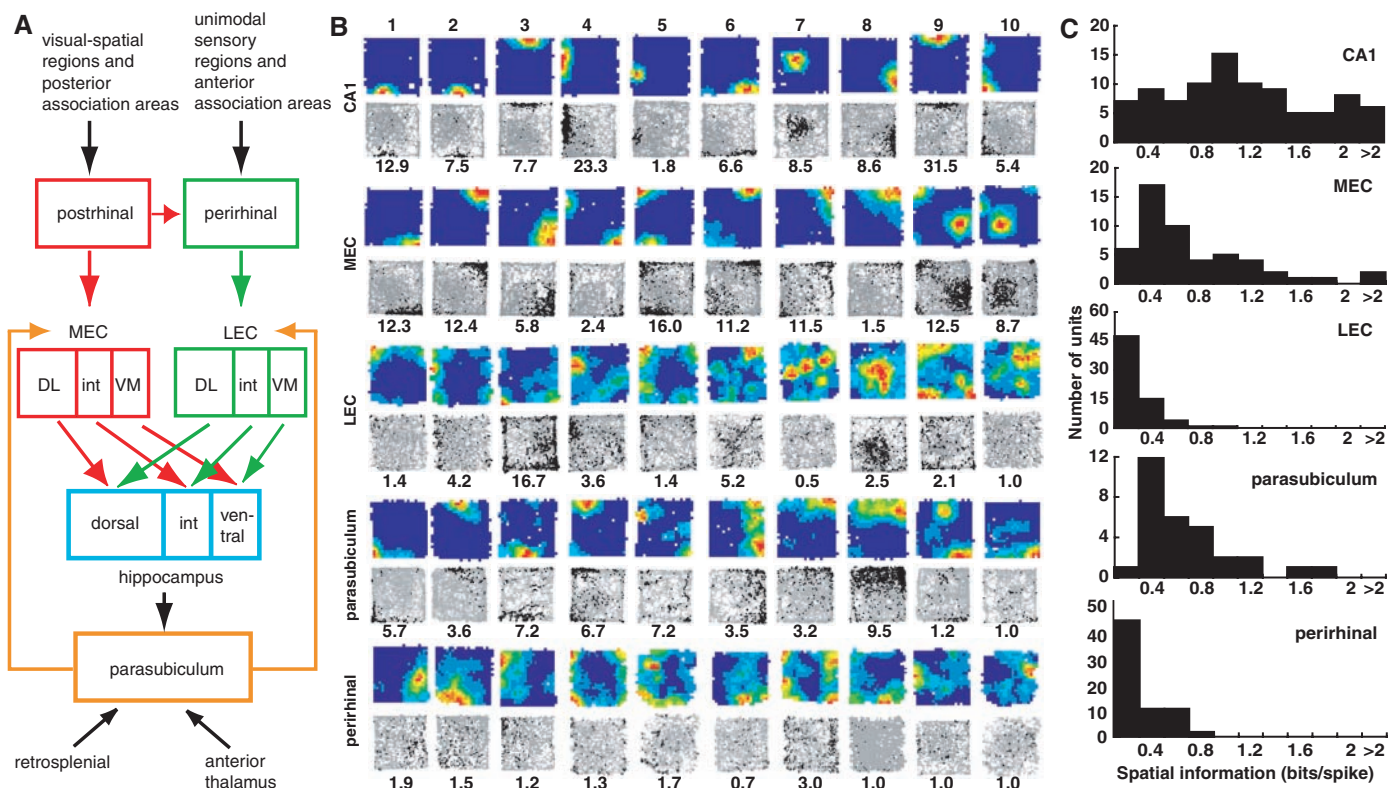 A
visual-spatial
regions and
posterior
association areas
unimodal
sensory
regions and
anterior
association areas
postrhinal
perirhinal
MEC
LEC
DL int VM
DL int VM
dorsal
int
ven-
tral
hippocampus
parasubiculum
retrosplenial
anterior
thalamus
B
1 2 3 4 5 6 7 8 9 10
CA1
12.9 7.5 7.7 23.3 1.8 6.6 8.5 8.6 31.5 5.4
MEC
12.3 12.4 5.8 2.4 16.0 11.2 11.5 1.5 12.5 8.7
LEC
1.4 4.2 16.7 3.6 1.4 5.2 0.5 2.5 2.1 1.0
parasubiculum
5.7 3.6 7.2 6.7 7.2 3.5 3.2 9.5 1.2 1.0
perirhinal
1.9 1.5 1.2 1.3 1.7 0.7 3.0 1.0 1.0 1.0
C
Number of units
20
15
10
5
0
CA1
0.4 0.8 1.2 1.6 2 >2
20
15
10
5
0
MEC
0.4 0.8 1.2 1.6 2 >2
60
45
30
15
0
LEC
0.4 0.8 1.2 1.6 2 >2
12
8
4
0
parasubiculum
0.4 0.8 1.2 1.6 2 >2
50
40
30
20
10
0
perirhinal
0.4 0.8 1.2 1.6 2 >2
Spatial information (bits/spike)